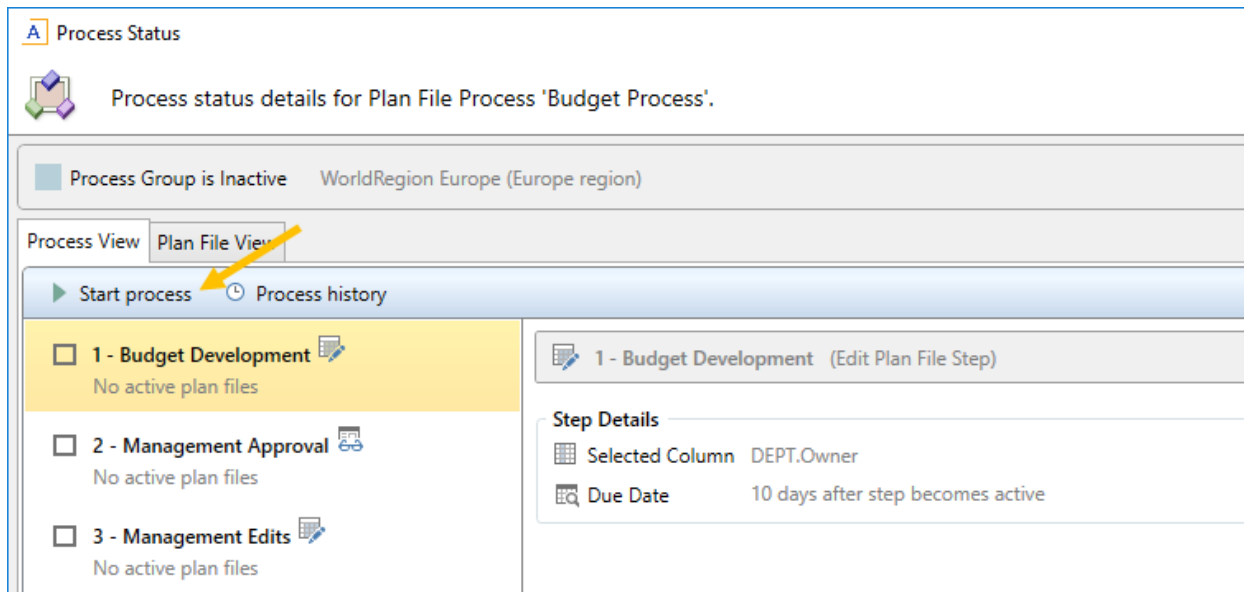 A Process Status
Process status details for Plan File Process 'Budget Process'.
Process Group is Inactive WorldRegion Europe (Europe region)
Process View Plan File View
Start process Process history
1 - Budget Development
No active plan files
2 - Management Approval
No active plan files
3 - Management Edits
No active plan files
1 - Budget Development (Edit Plan File Step)
Step Details
Selected Column DEPT.Owner
Due Date 10 days after step becomes active